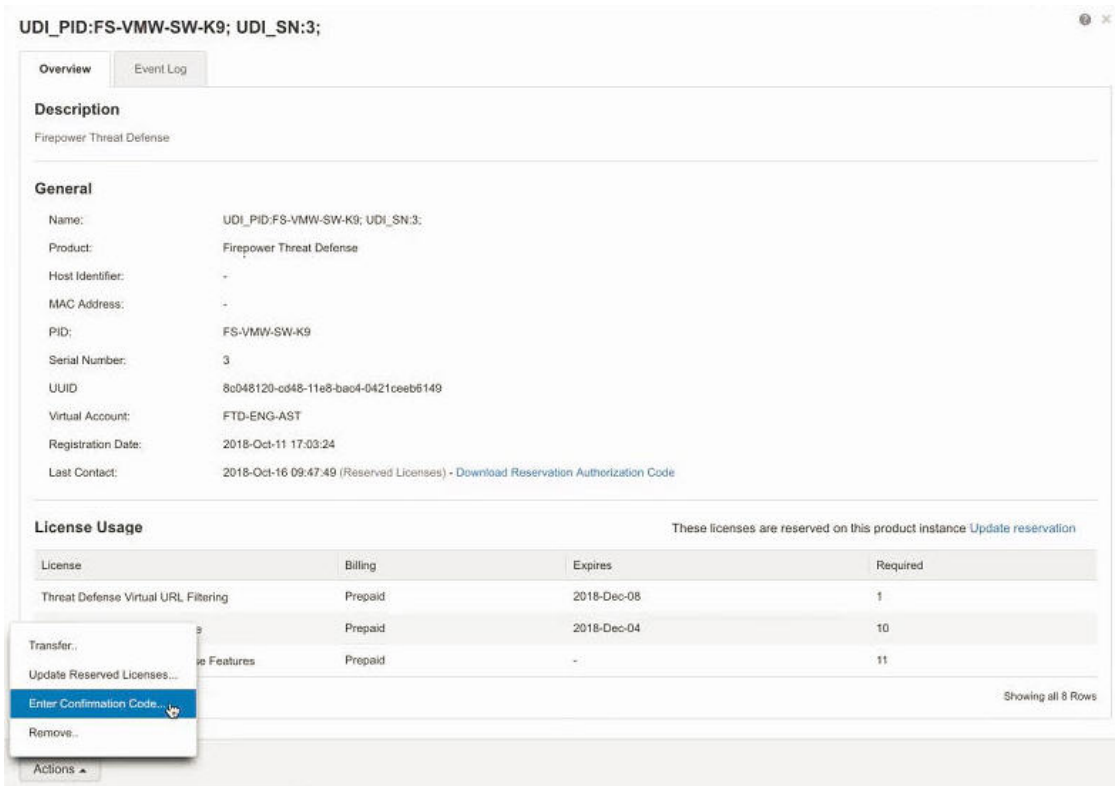 UDI_PID:FS-VMW-SW-K9; UDI_SN:3;
Overview
Event Log
Description
Firepower Threat Defense
General
Name: UDI_PID:FS-VMW-SW-K9; UDI_SN:3;
Product: Firepower Threat Defense
Host Identifier: -
MAC Address: -
PID: FS-VMW-SW-K9
Serial Number: 3
UUID 8c048120-cd48-11e8-bac4-0421ceeb6149
Virtual Account: FTD-ENG-AST
Registration Date: 2018-Oct-11 17:03:24
Last Contact: 2018-Oct-16 09:47:49 (Reserved Licenses) - Download Reservation Authorization Code
License Usage
These licenses are reserved on this product instance Update reservation
License Billing Expires Required
Threat Defense Virtual URL Filtering Prepaid 2018-Dec-08 1
Prepaid 2018-Dec-04 10
Features Prepaid - 11
Showing all 8 Rows
Transfer..
Update Reserved Licenses...
Enter Confirmation Code...
Remove..
Actions